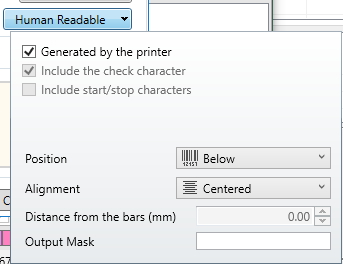 Human Readable
Generated by the printer
Include the check character
Include start/stop characters
Position Below
Alignment Centered
Distance from the bars (mm) 0.00
Output Mask